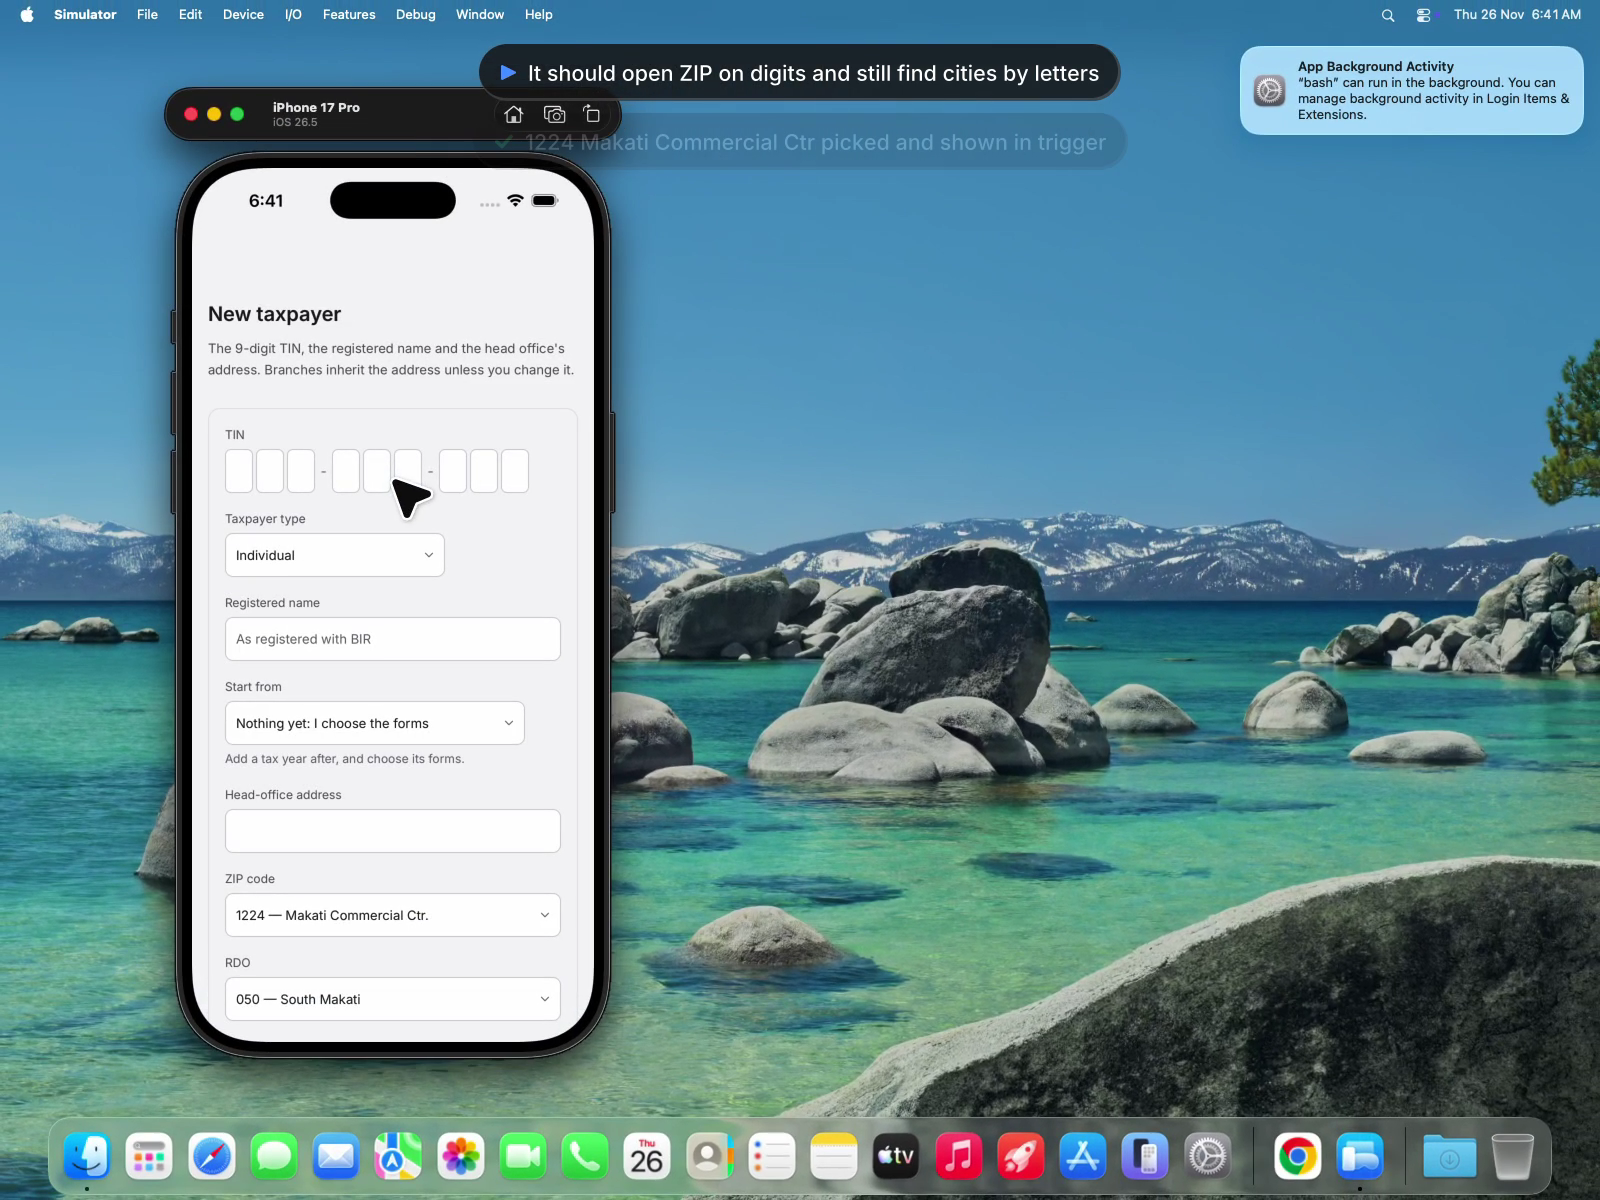 Simulator File Edit Device I/O Features Debug Window Help
Thu 26 Nov 6:41 AM
It should open ZIP on digits and still find cities by letters
1224 Makati Commercial Ctr picked and shown in trigger
App Background Activity
“bash” can run in the background. You can
manage background activity in Login Items &
Extensions.
iPhone 17 Pro
iOS 26.5
6:41
New taxpayer
The 9-digit TIN, the registered name and the head office's
address. Branches inherit the address unless you change it.
TIN
- -
Taxpayer type
Individual
Registered name
As registered with BIR
Start from
Nothing yet: I choose the forms
Add a tax year after, and choose its forms.
Head-office address
ZIP code
1224 — Makati Commercial Ctr.
RDO
050 — South Makati
Thu
26
tv